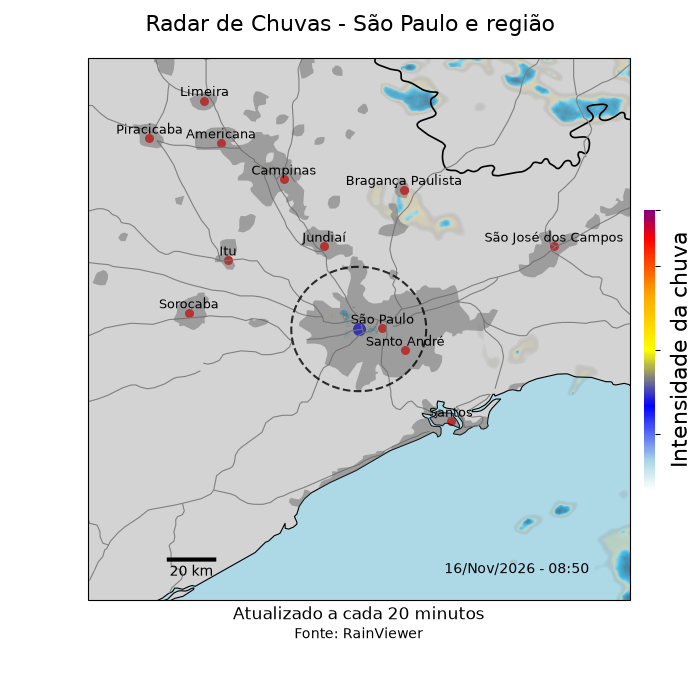 Radar de Chuvas - São Paulo e região
Limeira
Piracicaba
Americana
Campinas
Bragança Paulista
Jundiaí
São José dos Campos
Itu
Sorocaba
São Paulo
Santo André
Santos
Intensidade da chuva
20 km
16/Nov/2026 - 08:50
Atualizado a cada 20 minutos
Fonte: RainViewer